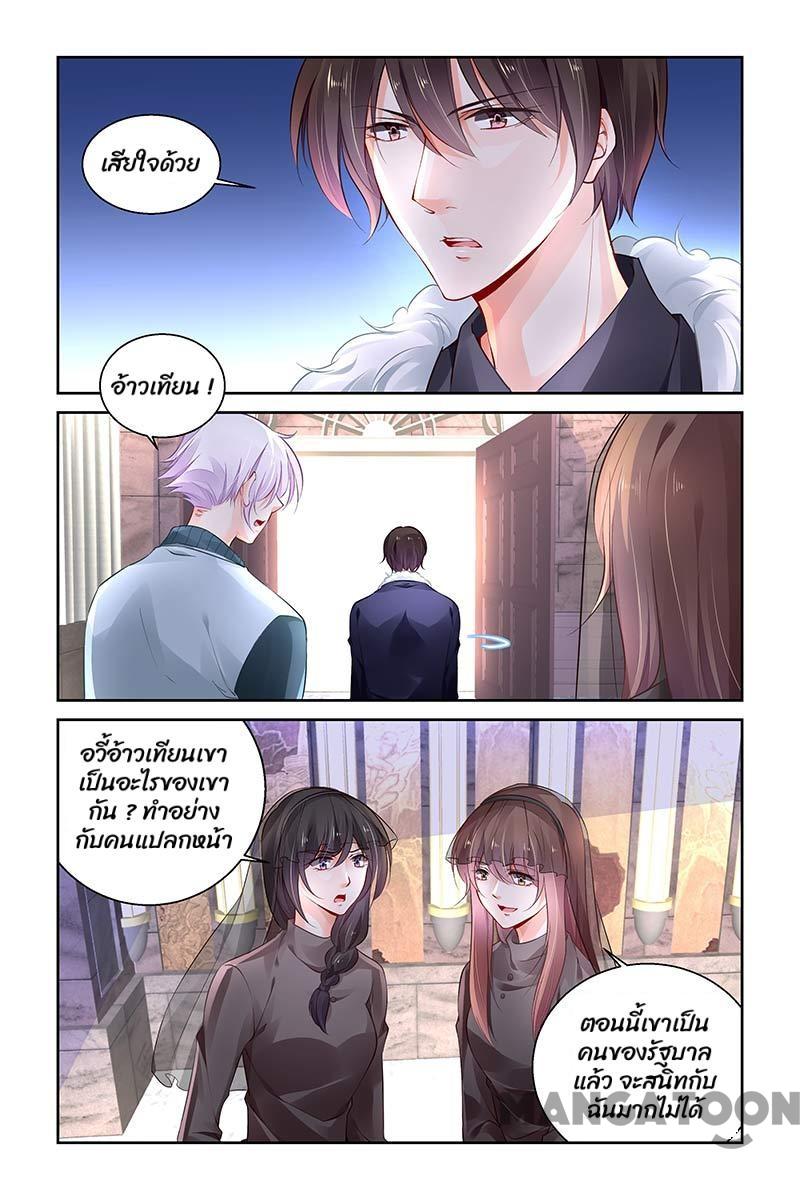 เสียใจด้วย
อ้าวเทียน !
อวี้อ้าวเทียนเขา
เป็นอะไรของเขา
กัน ? ทำอย่าง
กับคนแปลกหน้า
ตอนนี้เขาเป็น
คนของรัฐบาล
แล้ว จะสนิทกับ
ฉันมากไม่ได้
MANGATOON